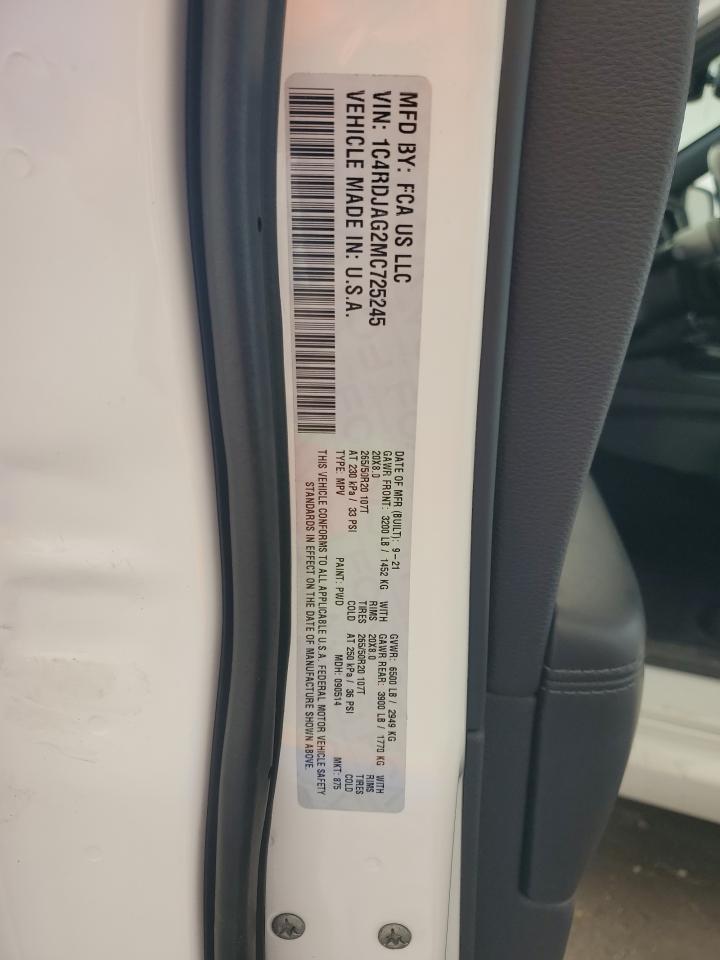 MFD BY: FCA US LLC
VIN: 1C4RDJAG2MC725245
VEHICLE MADE IN: U.S.A.
DATE OF MFR (BUILT): 9-21 GVWR: 6500 LB / 2949 KG
GAWR FRONT: 3200 LB / 1452 KG WITH GAWR REAR: 3900 LB / 1770 KG WITH
20X8.0 RIMS 20X8.0 RIMS
265/50R20 107T TIRES 265/50R20 107T TIRES
AT 230 kPa / 33 PSI COLD AT 250 kPa / 36 PSI COLD
TYPE: MPV PAINT: PWD MDH: 090514 MKT: 875
THIS VEHICLE CONFORMS TO ALL APPLICABLE U.S.A. FEDERAL MOTOR VEHICLE SAFETY
STANDARDS IN EFFECT ON THE DATE OF MANUFACTURE SHOWN ABOVE.